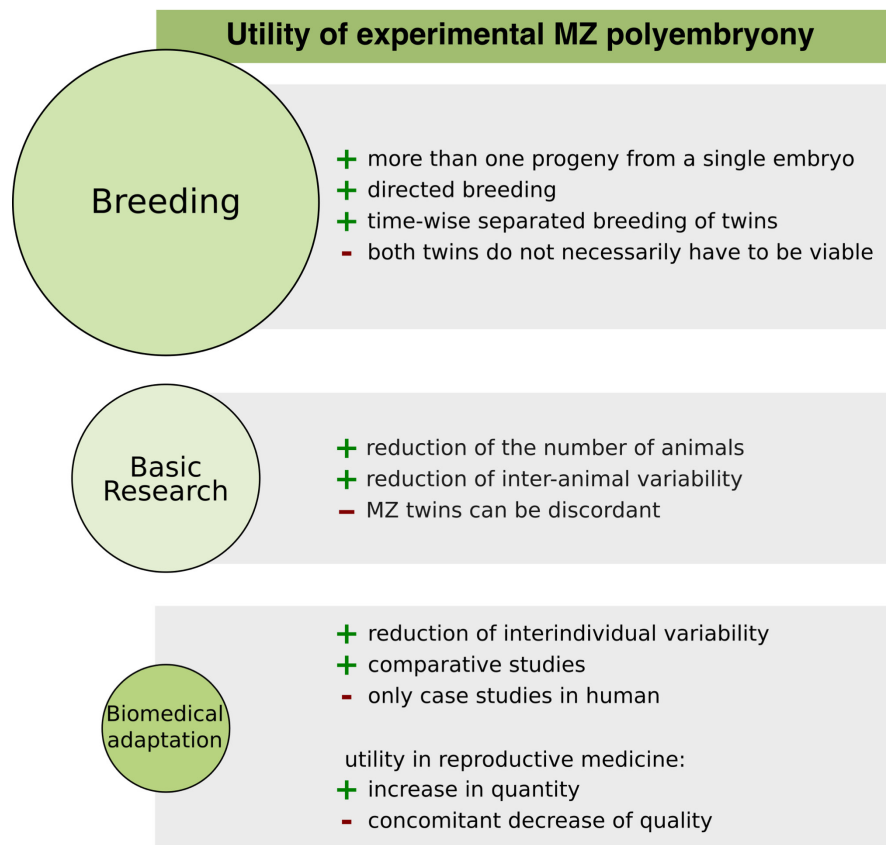 Utility of experimental MZ polyembryony
Breeding
+ more than one progeny from a single embryo
+ directed breeding
+ time-wise separated breeding of twins
- both twins do not necessarily have to be viable
Basic
Research
+ reduction of the number of animals
+ reduction of inter-animal variability
- MZ twins can be discordant
Biomedical
adaptation
+ reduction of interindividual variability
+ comparative studies
- only case studies in human
utility in reproductive medicine:
+ increase in quantity
- concomitant decrease of quality